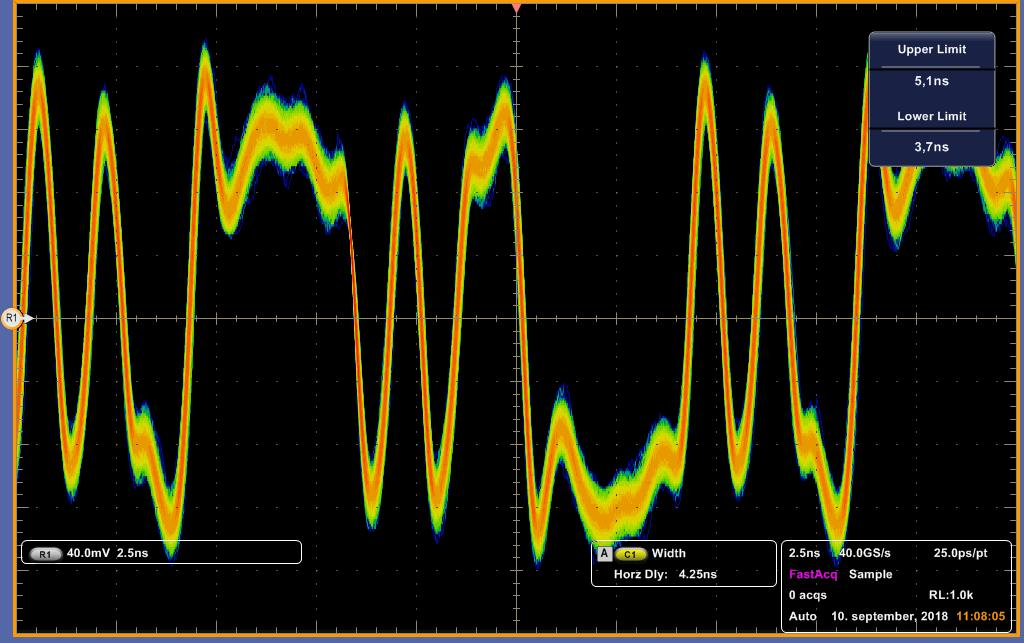 Upper Limit
5,1ns
Lower Limit
3,7ns
R1
R1 40.0mV 2.5ns
A C1 Width
Horz Dly: 4.25ns
2.5ns 40.0GS/s 25.0ps/pt
FastAcq Sample
0 acqs RL:1.0k
Auto 10. september, 2018 11:08:05